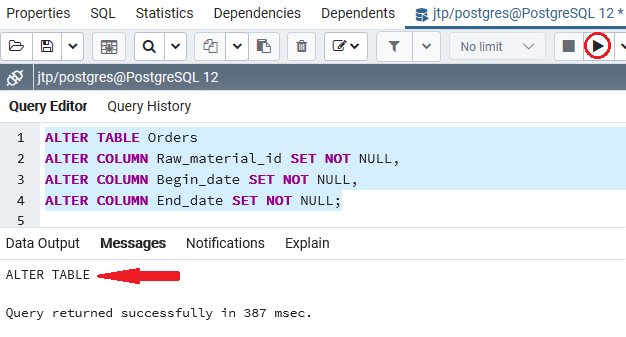 Properties SQL Statistics Dependencies Dependents jtp/postgres@PostgreSQL 12 *
No limit
jtp/postgres@PostgreSQL 12
Query Editor Query History
1 ALTER TABLE Orders
2 ALTER COLUMN Raw_material_id SET NOT NULL,
3 ALTER COLUMN Begin_date SET NOT NULL,
4 ALTER COLUMN End_date SET NOT NULL;
5
Data Output Messages Notifications Explain
ALTER TABLE
Query returned successfully in 387 msec.